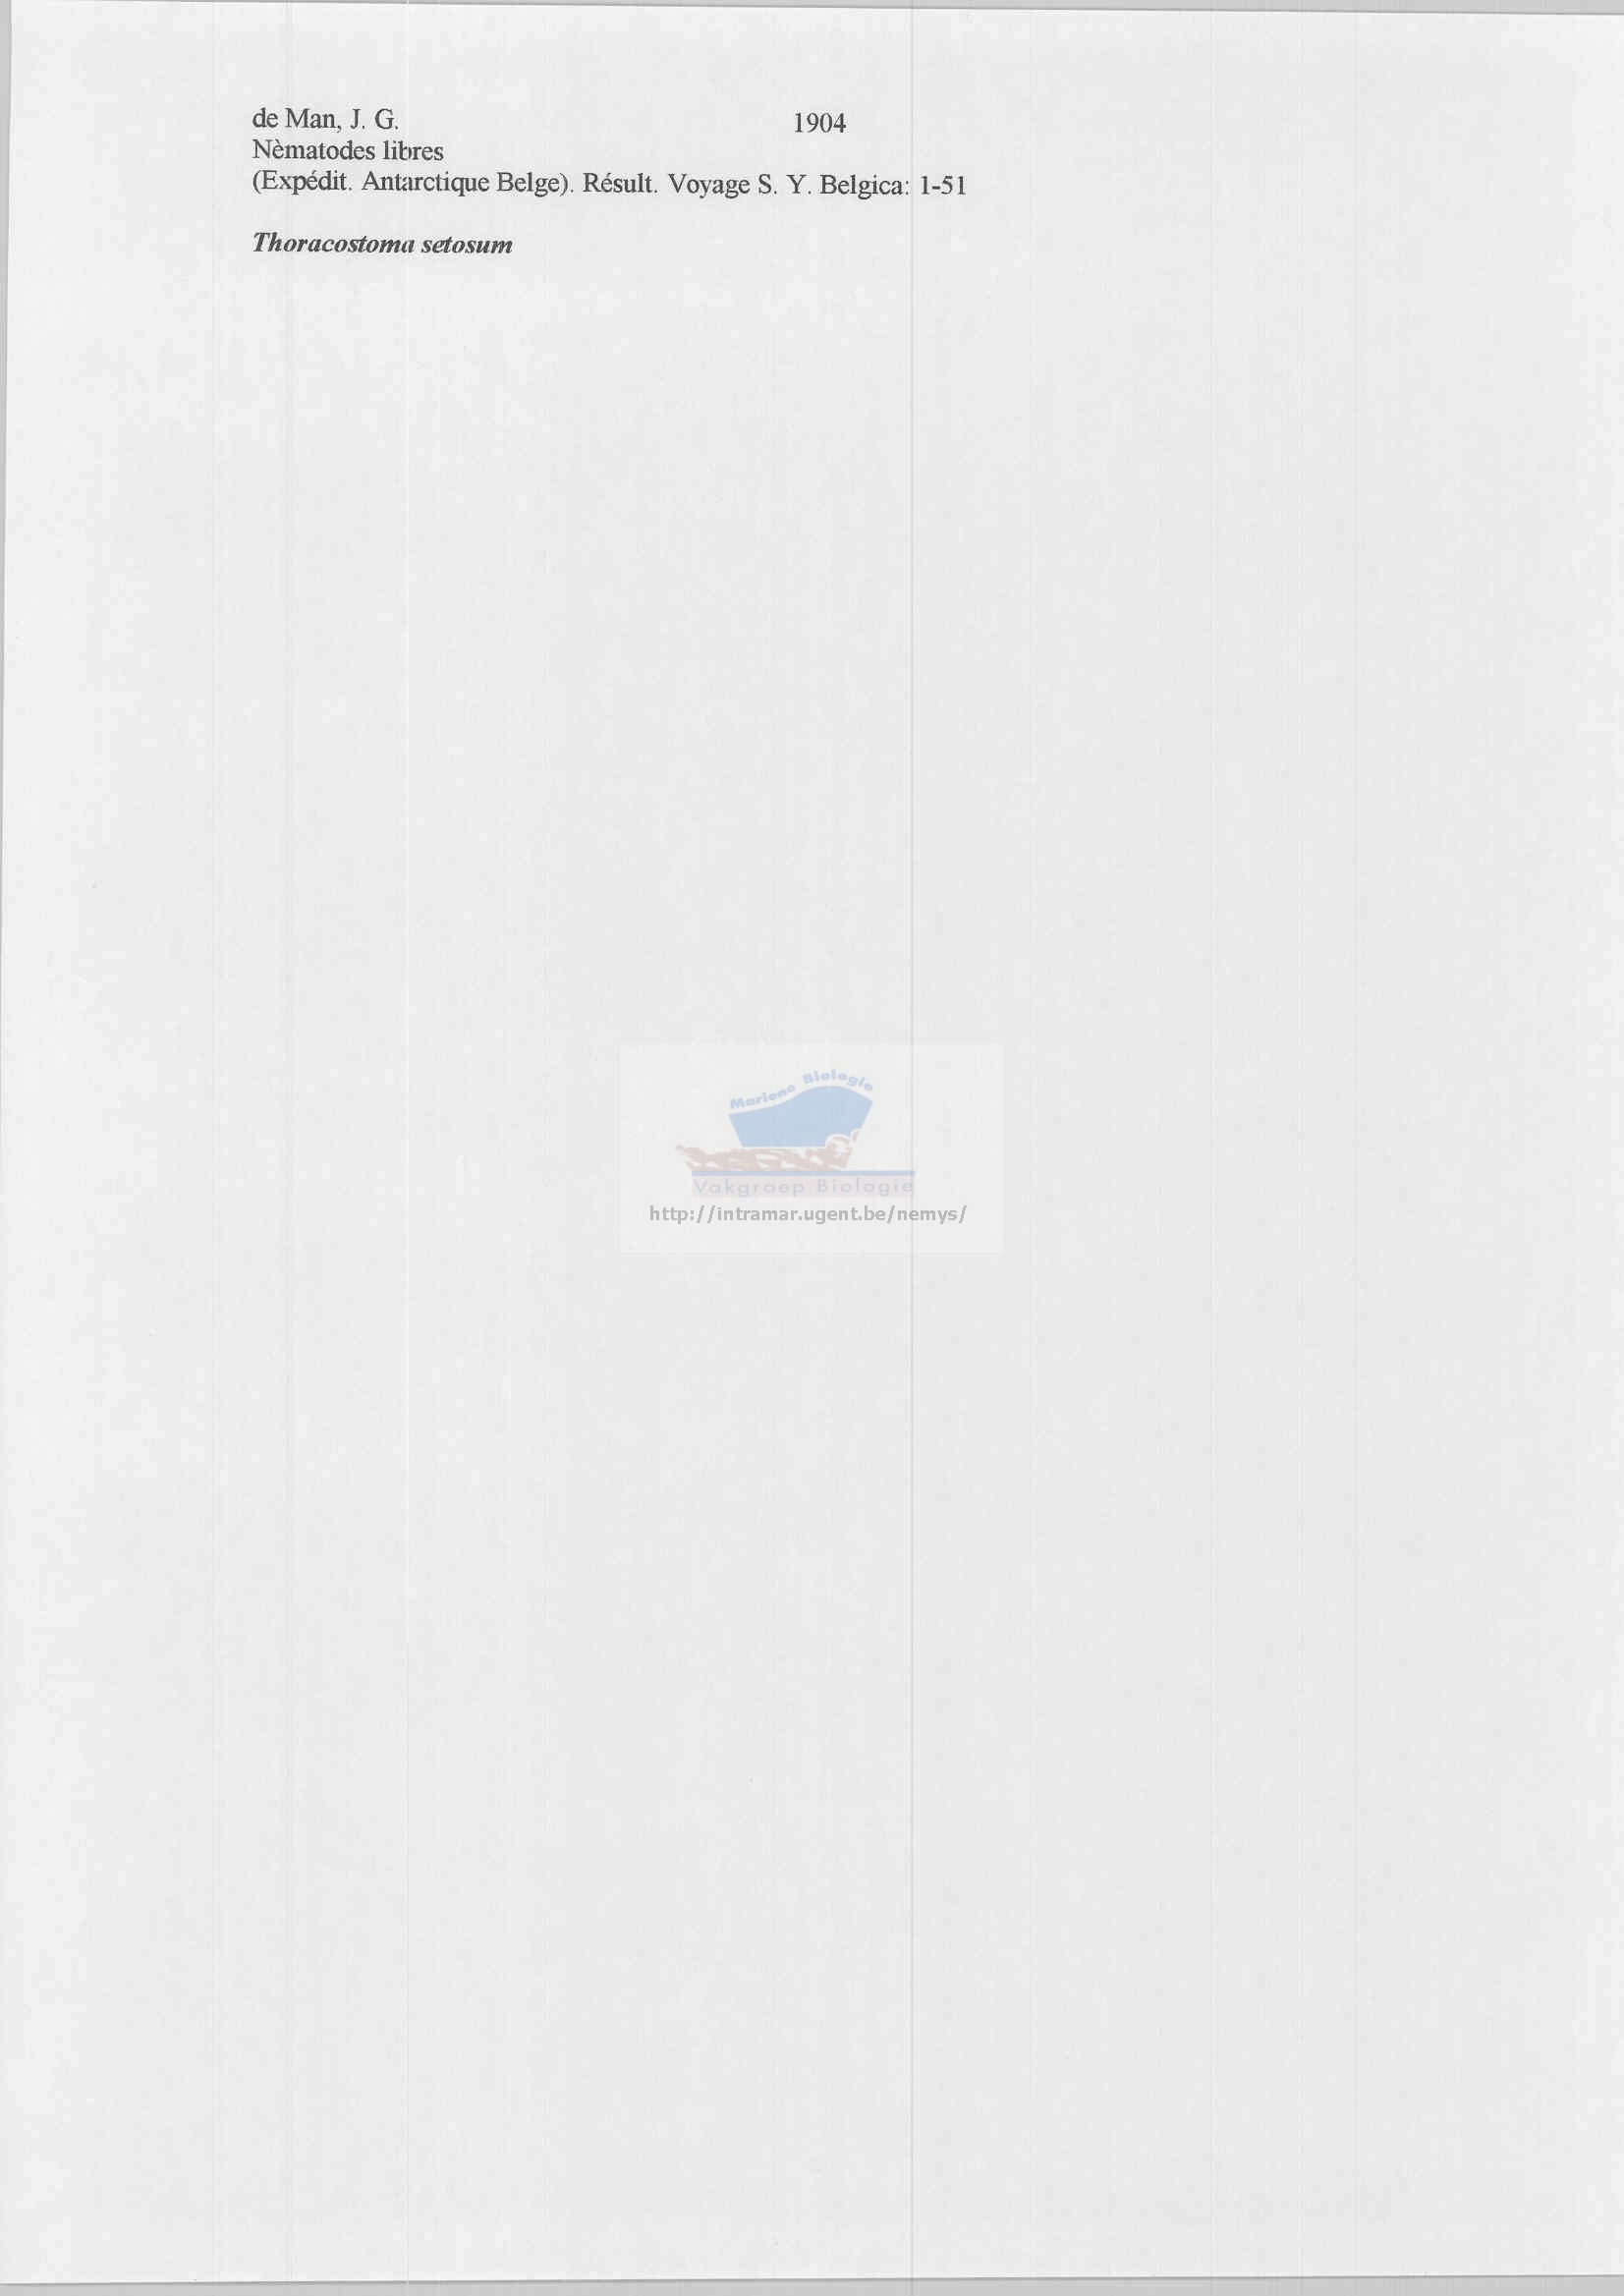 de Man, J. G. 1904
Nèmatodes libres
(Expédit. Antarctique Belge). Résult. Voyage S. Y. Belgica: 1-51
Thoracostoma setosum
Mariene Biologie
Vakgroep Biologie
http://intramar.ugent.be/nemys/